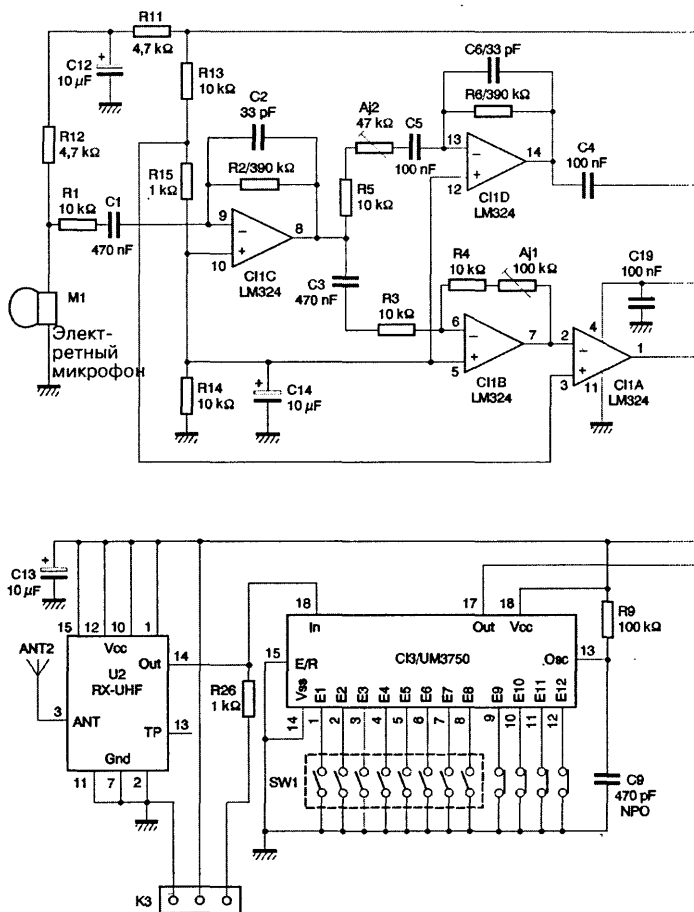 R11
4,7 kΩ
C12
10 µF
+
R13
10 kΩ
R12
4,7 kΩ
C2
33 pF
R2/390 kΩ
R15
1 kΩ
R1
10 kΩ
C1
470 nF
9
10
8
CI1C
LM324
M1
Элект-
ретный
микрофон
R14
10 kΩ
+
C14
10 µF
C6/33 pF
R6/390 kΩ
Aj2
47 kΩ
C5
100 nF
13
12
14
CI1D
LM324
C4
100 nF
R5
10 kΩ
C3
470 nF
R3
10 kΩ
R4
10 kΩ
Aj1
100 kΩ
6
5
7
CI1B
LM324
C19
100 nF
2
3
4
11
1
CI1A
LM324
C13
10 µF
+
15
12
10
1
Vcc
U2
RX-UHF
Out
14
ANT2
3
ANT
TP
13
Gnd
11
7
2
R26
1 kΩ
K3
18
In
17
Out
18
Vcc
CI3/UM3750
15
E/R
Osc
13
Vss
E1
E2
E3
E4
E5
E6
E7
E8
E9
E10
E11
E12
14
1
2
3
4
5
6
7
8
9
10
11
12
SW1
R9
100 kΩ
C9
470 pF
NPO